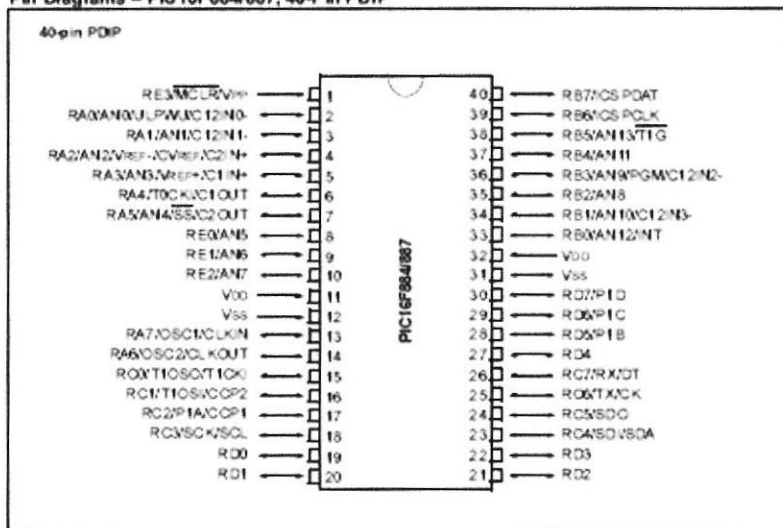 Pin Diagrams – PIC16F884/887, 40-Pin PDIP
40-pin PDIP
RE3/MCLR/VPP 1
RA0/AN0/ULPWU/C12IN0- 2
RA1/AN1/C12IN1- 3
RA2/AN2/VREF-/CVREF/C2IN+ 4
RA3/AN3/VREF+/C1IN+ 5
RA4/T0CKI/C1OUT 6
RA5/AN4/SS/C2OUT 7
RE0/AN5 8
RE1/AN6 9
RE2/AN7 10
VDD 11
VSS 12
RA7/OSC1/CLKIN 13
RA6/OSC2/CLKOUT 14
RC0/T1OSO/T1CKI 15
RC1/T1OSI/CCP2 16
RC2/P1A/CCP1 17
RC3/SCK/SCL 18
RD0 19
RD1 20
PIC16F884/887
40 RB7/ICSPDAT
39 RB6/ICSPCLK
38 RB5/AN13/T1G
37 RB4/AN11
36 RB3/AN9/PGM/C12IN2-
35 RB2/AN8
34 RB1/AN10/C12IN3-
33 RB0/AN12/INT
32 VDD
31 VSS
30 RD7/P1D
29 RD6/P1C
28 RD5/P1B
27 RD4
26 RC7/RX/DT
25 RC6/TX/CK
24 RC5/SDO
23 RC4/SDI/SDA
22 RD3
21 RD2